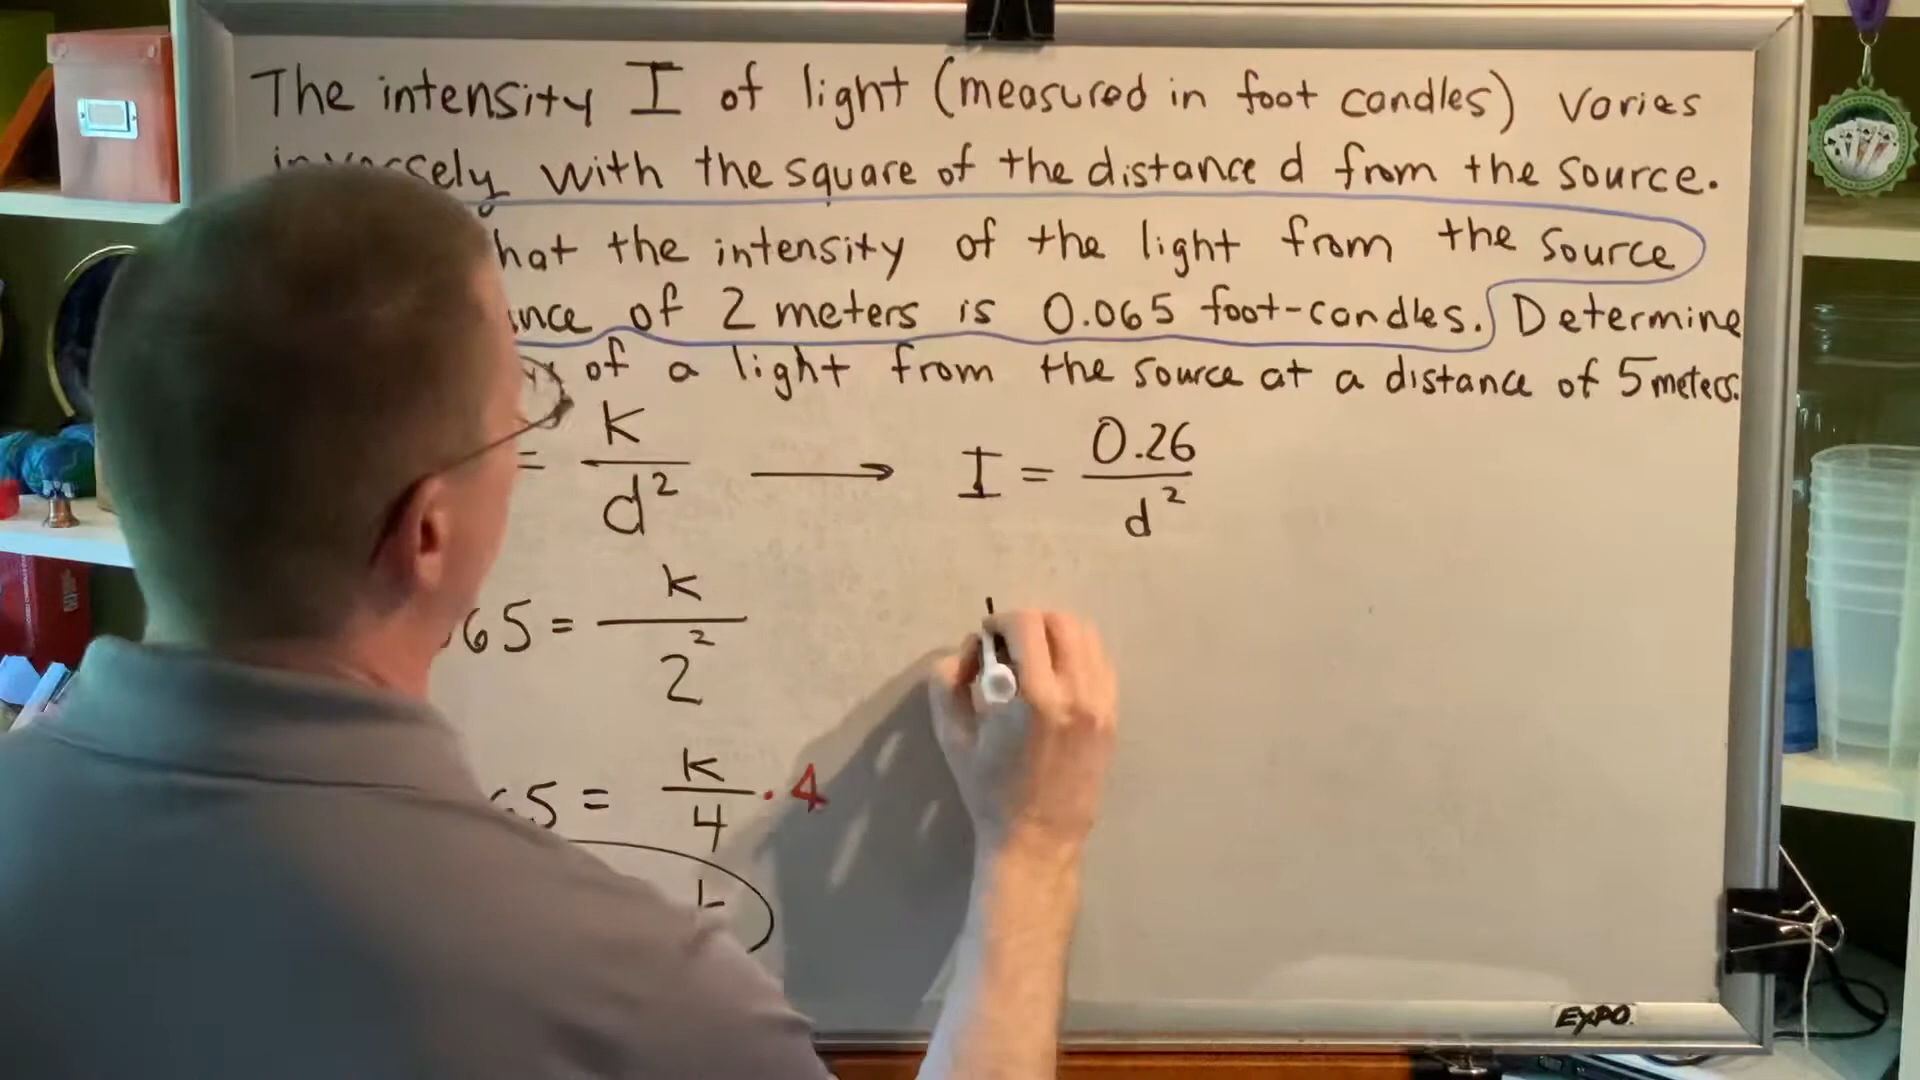 The intensity I of light (measured in foot candles) varies
inversely with the square of the distance d from the source.
the intensity of the light from the source
of 2 meters is 0.065 foot-candles. Determine
of a light from the source at a distance of 5 meters.
= K/d² → I = 0.26/d²
65 = k/2²
5 = k/4 · 4
EXPO